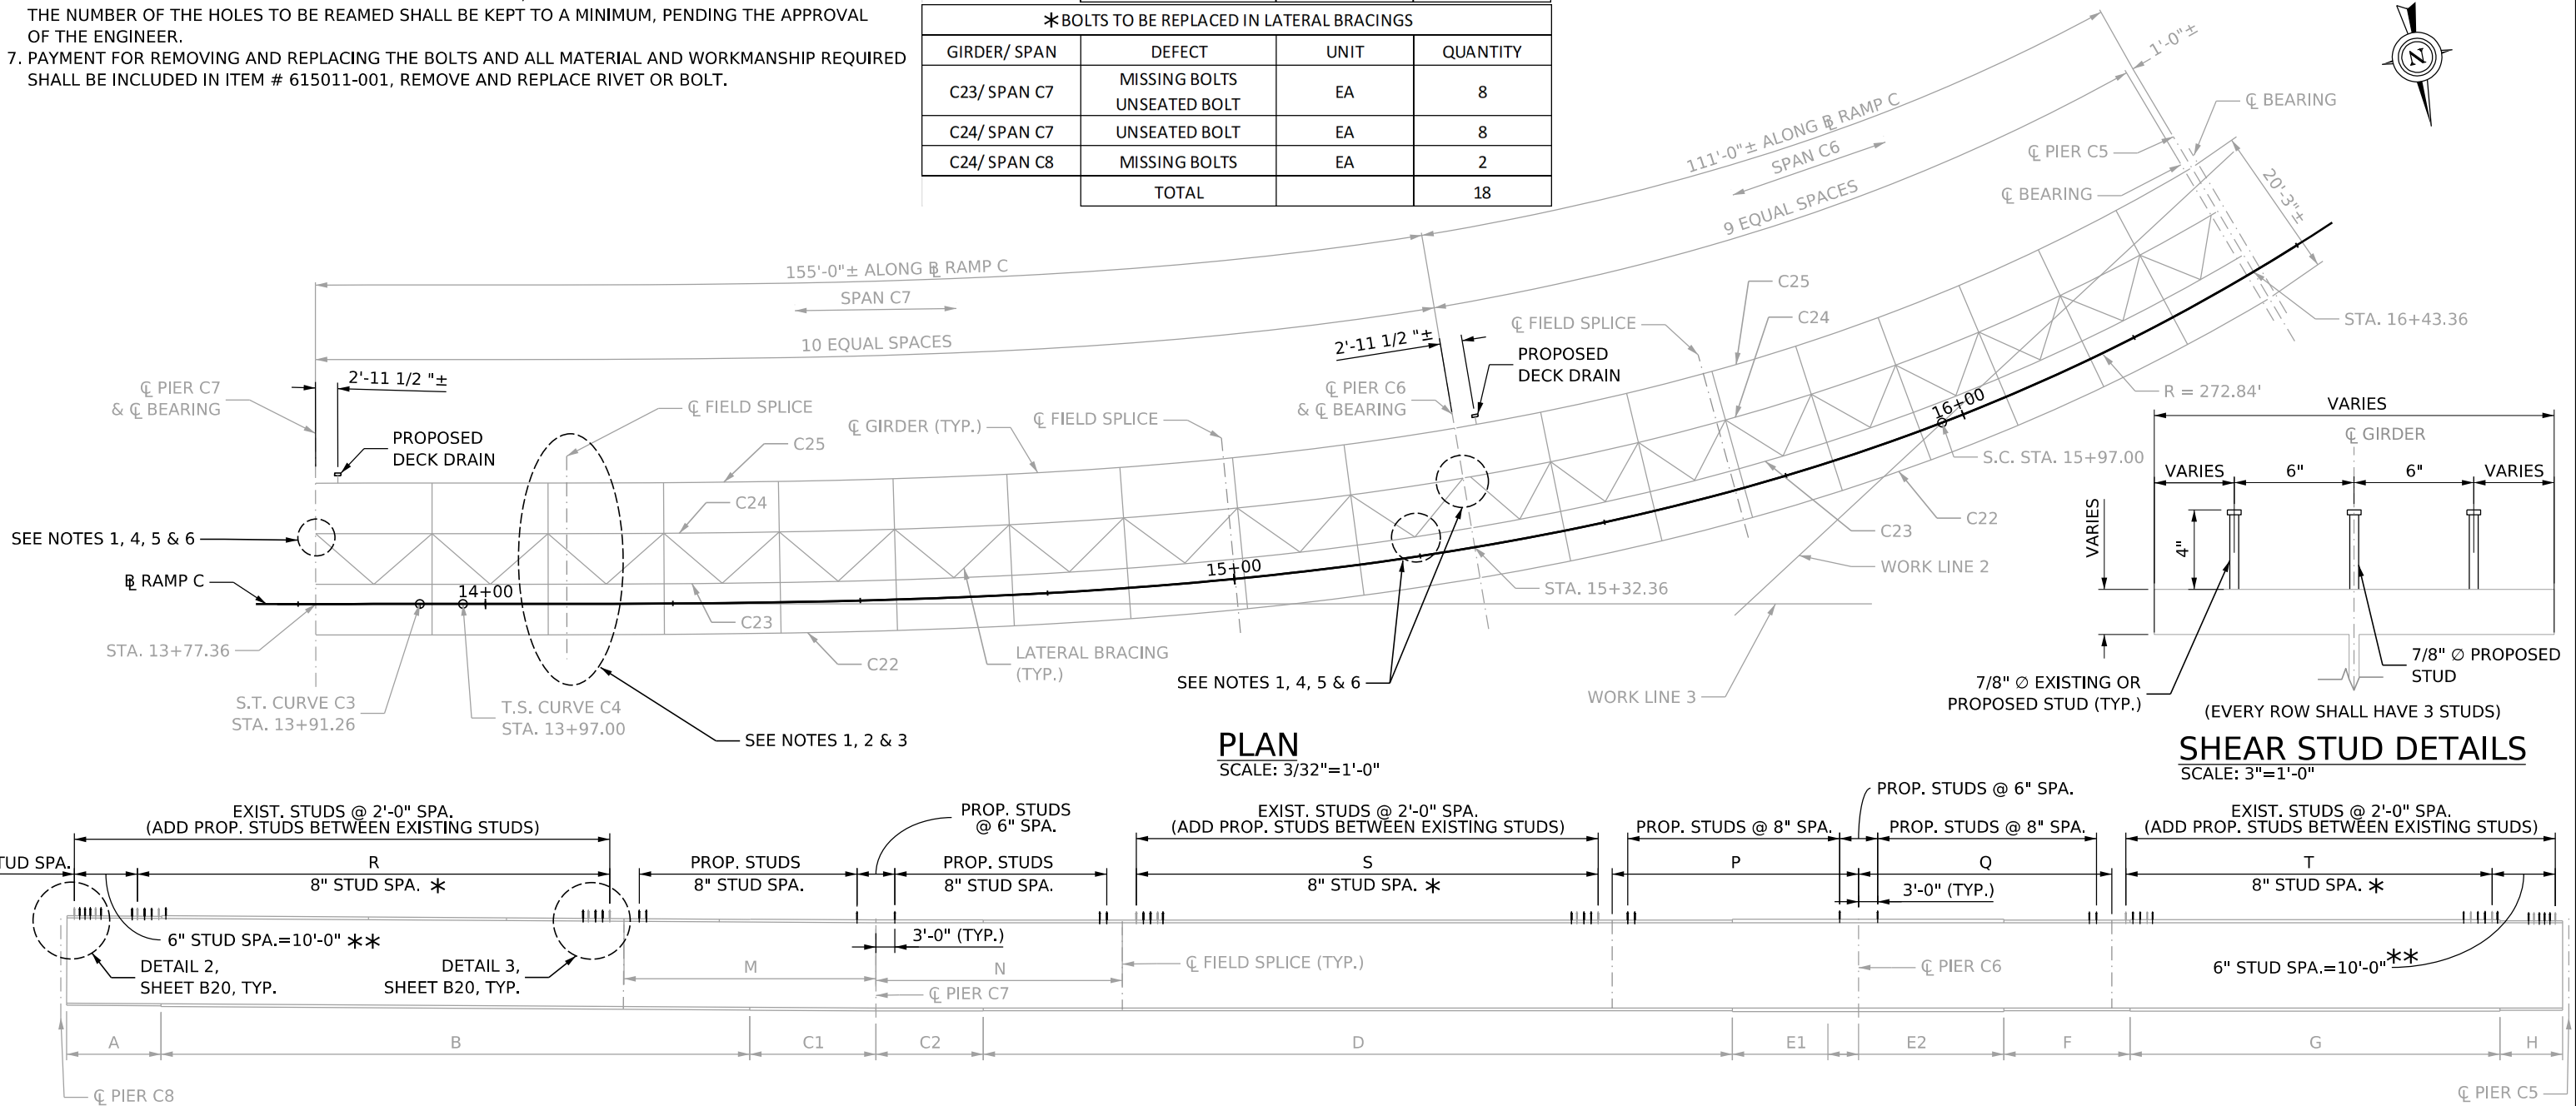 THE NUMBER OF THE HOLES TO BE REAMED SHALL BE KEPT TO A MINIMUM, PENDING THE APPROVAL
OF THE ENGINEER.
7. PAYMENT FOR REMOVING AND REPLACING THE BOLTS AND ALL MATERIAL AND WORKMANSHIP REQUIRED
SHALL BE INCLUDED IN ITEM # 615011-001, REMOVE AND REPLACE RIVET OR BOLT.
*BOLTS TO BE REPLACED IN LATERAL BRACINGS
GIRDER/ SPAN DEFECT UNIT QUANTITY
C23/ SPAN C7 MISSING BOLTS UNSEATED BOLT EA 8
C24/ SPAN C7 UNSEATED BOLT EA 8
C24/ SPAN C8 MISSING BOLTS EA 2
TOTAL 18
N
1'-0"±
℄ BEARING
℄ PIER C5
℄ BEARING
20'-3"±
111'-0"± ALONG B RAMP C
SPAN C6
9 EQUAL SPACES
155'-0"± ALONG B RAMP C
SPAN C7
10 EQUAL SPACES
2'-11 1/2 "±
℄ PIER C7
& ℄ BEARING
PROPOSED
DECK DRAIN
℄ FIELD SPLICE
C25
C24
℄ GIRDER (TYP.)
℄ FIELD SPLICE
2'-11 1/2 "±
℄ PIER C6
& ℄ BEARING
PROPOSED
DECK DRAIN
℄ FIELD SPLICE
C25
C24
STA. 16+43.36
R = 272.84'
16+00
S.C. STA. 15+97.00
C22
C23
WORK LINE 2
SEE NOTES 1, 4, 5 & 6
B RAMP C
14+00
15+00
STA. 15+32.36
STA. 13+77.36
C23
C22
LATERAL BRACING
(TYP.)
SEE NOTES 1, 4, 5 & 6
WORK LINE 3
S.T. CURVE C3
STA. 13+91.26
T.S. CURVE C4
STA. 13+97.00
SEE NOTES 1, 2 & 3
PLAN
SCALE: 3/32"=1'-0"
VARIES
℄ GIRDER
VARIES 6" 6" VARIES
VARIES
4"
7/8" ∅ EXISTING OR
PROPOSED STUD (TYP.)
7/8" ∅ PROPOSED
STUD
(EVERY ROW SHALL HAVE 3 STUDS)
SHEAR STUD DETAILS
SCALE: 3"=1'-0"
EXIST. STUDS @ 2'-0" SPA.
(ADD PROP. STUDS BETWEEN EXISTING STUDS)
STUD SPA.
R
8" STUD SPA. *
PROP. STUDS
8" STUD SPA.
PROP. STUDS
@ 6" SPA.
PROP. STUDS
8" STUD SPA.
EXIST. STUDS @ 2'-0" SPA.
(ADD PROP. STUDS BETWEEN EXISTING STUDS)
S
8" STUD SPA. *
PROP. STUDS @ 8" SPA.
PROP. STUDS @ 6" SPA.
PROP. STUDS @ 8" SPA.
P
Q
3'-0" (TYP.)
EXIST. STUDS @ 2'-0" SPA.
(ADD PROP. STUDS BETWEEN EXISTING STUDS)
T
8" STUD SPA. *
6" STUD SPA.=10'-0" **
DETAIL 2,
SHEET B20, TYP.
DETAIL 3,
SHEET B20, TYP.
3'-0" (TYP.)
M
N
℄ PIER C7
℄ FIELD SPLICE (TYP.)
℄ PIER C6
6" STUD SPA.=10'-0" **
A B C1 C2 D E1 E2 F G H
℄ PIER C8
℄ PIER C5